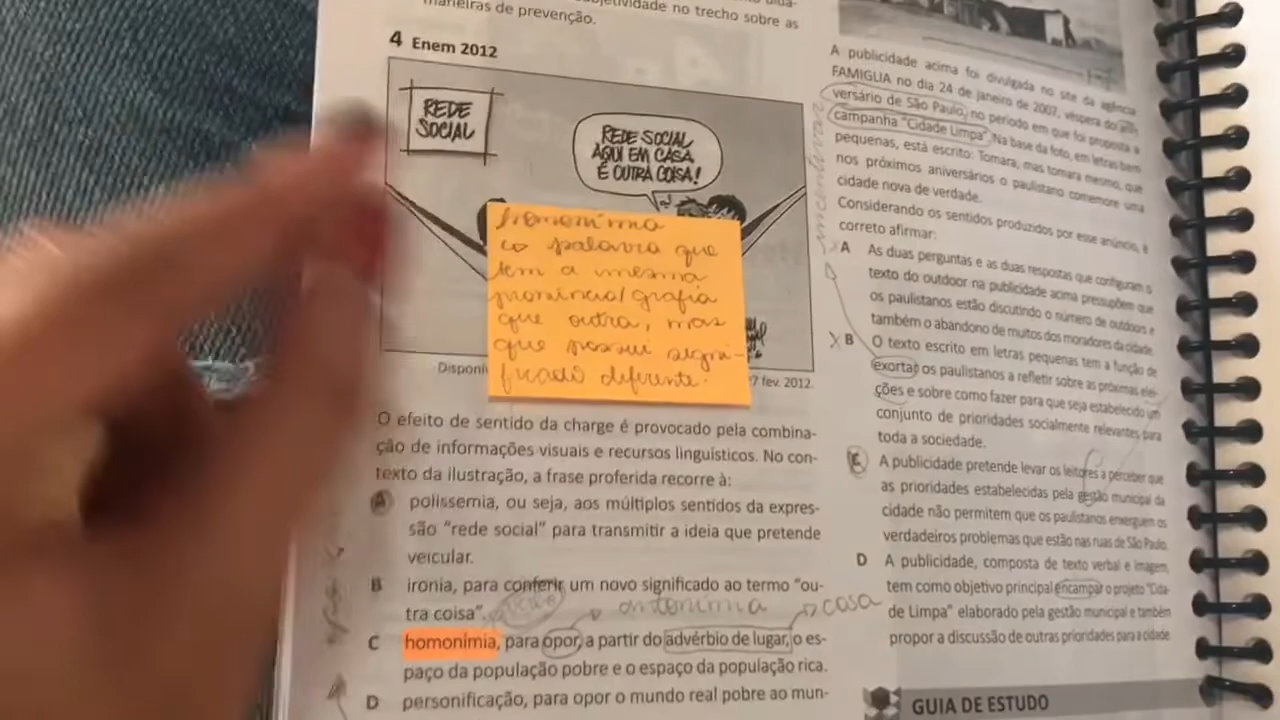 maneiras de prevenção.
jetividade no trecho sobre as
4 Enem 2012
REDE
SOCIAL
REDE SOCIAL
AQUI EM CASA
É OUTRA COISA!
homonímia
↳ palavra que
tem a mesma
pronúncia/grafia
que outra, mas
que possui signi-
ficado diferente.
Disponí
7 fev. 2012.
O efeito de sentido da charge é provocado pela combina-
ção de informações visuais e recursos linguísticos. No con-
texto da ilustração, a frase proferida recorre à:
A polissemia, ou seja, aos múltiplos sentidos da expres-
são "rede social" para transmitir a ideia que pretende
veicular.
B ironia, para conferir um novo significado ao termo "ou-
tra coisa".
antonímia
casa
C homonímia, para opor, a partir do advérbio de lugar, o es-
paço da população pobre e o espaço da população rica.
D personificação, para opor o mundo real pobre ao mun-
A publicidade acima foi divulgada no site da agência
FAMIGLIA no dia 24 de janeiro de 2007, véspera do ani-
versário de São Paulo, no período em que foi proposta a
campanha "Cidade Limpa". Na base da foto, em letras bem
pequenas, está escrito: Tomara, mas tomara mesmo, que
nos próximos aniversários o paulistano comemore uma
cidade nova de verdade.
Considerando os sentidos produzidos por esse anúncio, é
correto afirmar:
A As duas perguntas e as duas respostas que configuram o
texto do outdoor na publicidade acima pressupõem que
os paulistanos estão discutindo o número de outdoors e
também o abandono de muitos dos moradores da cidade.
B O texto escrito em letras pequenas tem a função de
exortar os paulistanos a refletir sobre as próximas elei-
ções e sobre como fazer para que seja estabelecido um
conjunto de prioridades socialmente relevantes para
toda a sociedade.
C A publicidade pretende levar os leitores a perceber que
as prioridades estabelecidas pela gestão municipal da
cidade não permitem que os paulistanos enxerguem os
verdadeiros problemas que estão nas ruas de São Paulo.
D A publicidade, composta de texto verbal e imagem,
tem como objetivo principal encampar o projeto "Cida-
de Limpa" elaborado pela gestão municipal e também
propor a discussão de outras prioridades para a cidade
GUIA DE ESTUDO